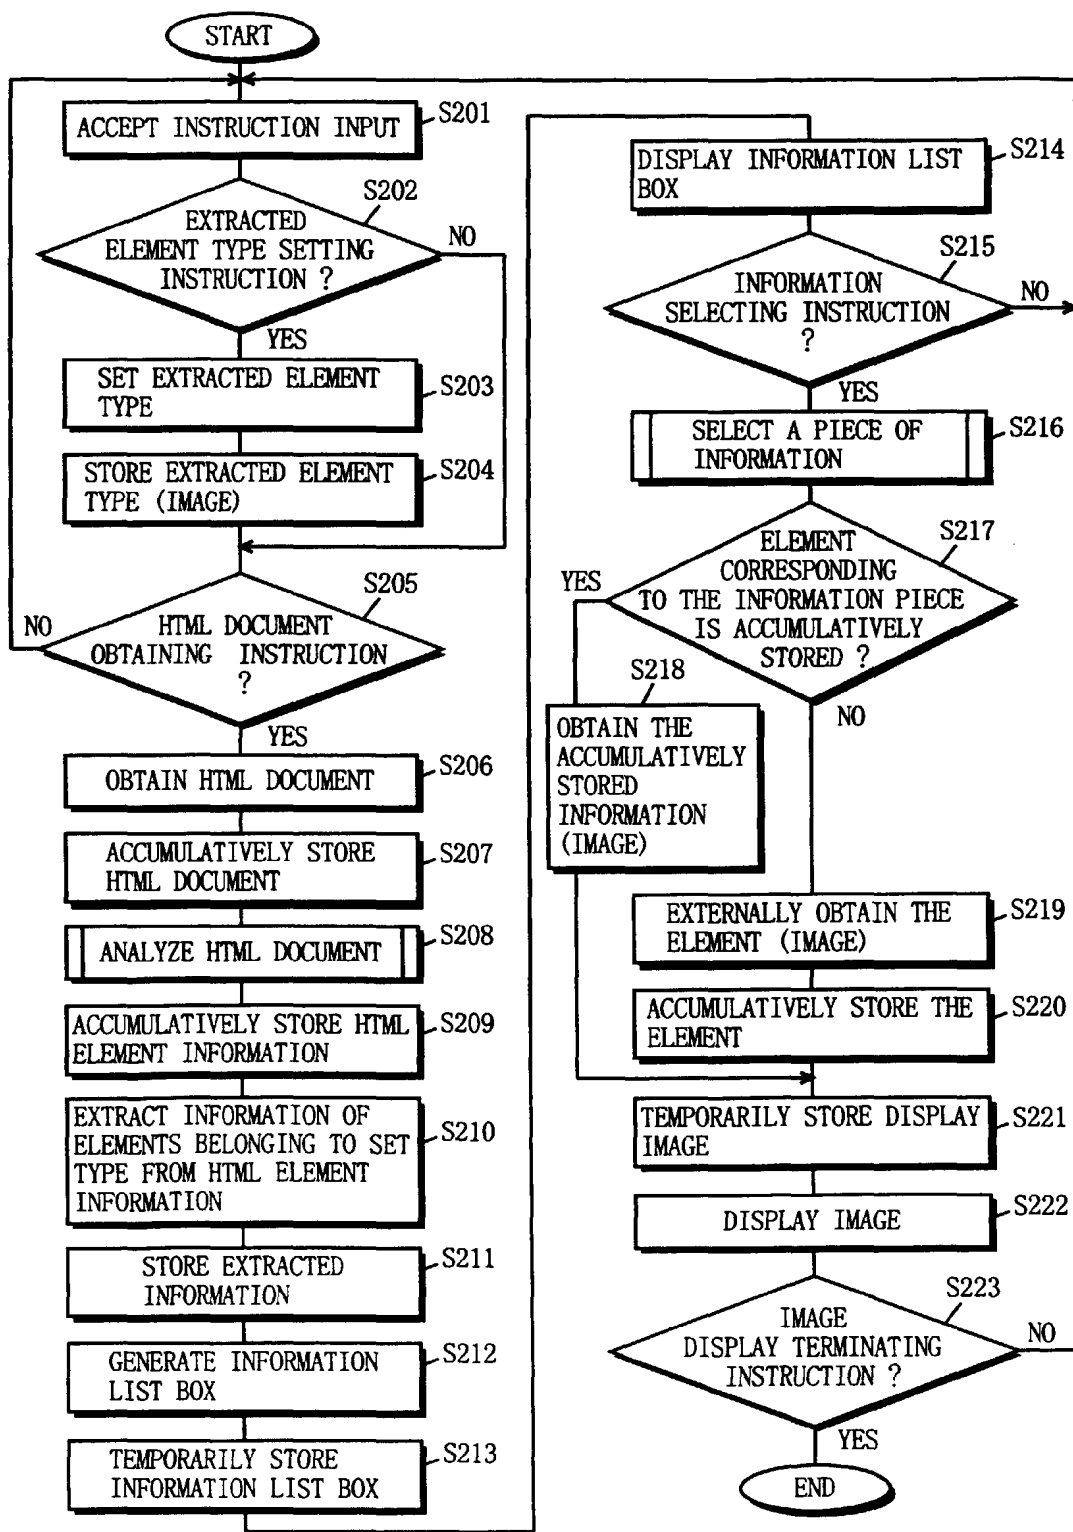 START
ACCEPT INSTRUCTION INPUT
S201
S202
EXTRACTED
ELEMENT TYPE SETTING
INSTRUCTION ?
NO
YES
SET EXTRACTED ELEMENT
TYPE
S203
STORE EXTRACTED ELEMENT
TYPE (IMAGE)
S204
S205
NO
HTML DOCUMENT
OBTAINING INSTRUCTION
?
YES
OBTAIN HTML DOCUMENT
S206
ACCUMULATIVELY STORE
HTML DOCUMENT
S207
ANALYZE HTML DOCUMENT
S208
ACCUMULATIVELY STORE HTML
ELEMENT INFORMATION
S209
EXTRACT INFORMATION OF
ELEMENTS BELONGING TO SET
TYPE FROM HTML ELEMENT
INFORMATION
S210
STORE EXTRACTED
INFORMATION
S211
GENERATE INFORMATION
LIST BOX
S212
TEMPORARILY STORE
INFORMATION LIST BOX
S213
DISPLAY INFORMATION LIST
BOX
S214
S215
INFORMATION
SELECTING INSTRUCTION
?
NO
YES
SELECT A PIECE OF
INFORMATION
S216
S217
ELEMENT
CORRESPONDING
TO THE INFORMATION PIECE
IS ACCUMULATIVELY
STORED ?
YES
NO
S218
OBTAIN THE
ACCUMULATIVELY
STORED
INFORMATION
(IMAGE)
EXTERNALLY OBTAIN THE
ELEMENT (IMAGE)
S219
ACCUMULATIVELY STORE THE
ELEMENT
S220
TEMPORARILY STORE DISPLAY
IMAGE
S221
DISPLAY IMAGE
S222
S223
IMAGE
DISPLAY TERMINATING
INSTRUCTION ?
NO
YES
END